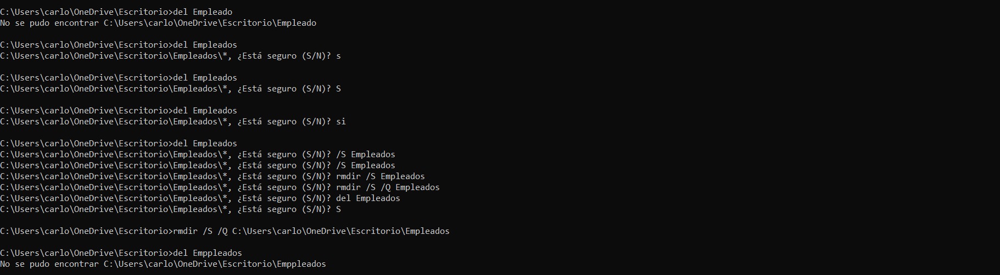 C:\Users\carlo\OneDrive\Escritorio>del Empleado
No se pudo encontrar C:\Users\carlo\OneDrive\Escritorio\Empleado
C:\Users\carlo\OneDrive\Escritorio>del Empleados
C:\Users\carlo\OneDrive\Escritorio\Empleados\*, ¿Está seguro (S/N)? s
C:\Users\carlo\OneDrive\Escritorio>del Empleados
C:\Users\carlo\OneDrive\Escritorio\Empleados\*, ¿Está seguro (S/N)? S
C:\Users\carlo\OneDrive\Escritorio>del Empleados
C:\Users\carlo\OneDrive\Escritorio\Empleados\*, ¿Está seguro (S/N)? si
C:\Users\carlo\OneDrive\Escritorio>del Empleados
C:\Users\carlo\OneDrive\Escritorio\Empleados\*, ¿Está seguro (S/N)? /S Empleados
C:\Users\carlo\OneDrive\Escritorio\Empleados\*, ¿Está seguro (S/N)? /S Empleados
C:\Users\carlo\OneDrive\Escritorio\Empleados\*, ¿Está seguro (S/N)? rmdir /S Empleados
C:\Users\carlo\OneDrive\Escritorio\Empleados\*, ¿Está seguro (S/N)? rmdir /S /Q Empleados
C:\Users\carlo\OneDrive\Escritorio\Empleados\*, ¿Está seguro (S/N)? del Empleados
C:\Users\carlo\OneDrive\Escritorio\Empleados\*, ¿Está seguro (S/N)? S
C:\Users\carlo\OneDrive\Escritorio>rmdir /S /Q C:\Users\carlo\OneDrive\Escritorio\Empleados
C:\Users\carlo\OneDrive\Escritorio>del Emppleados
No se pudo encontrar C:\Users\carlo\OneDrive\Escritorio\Emppleados